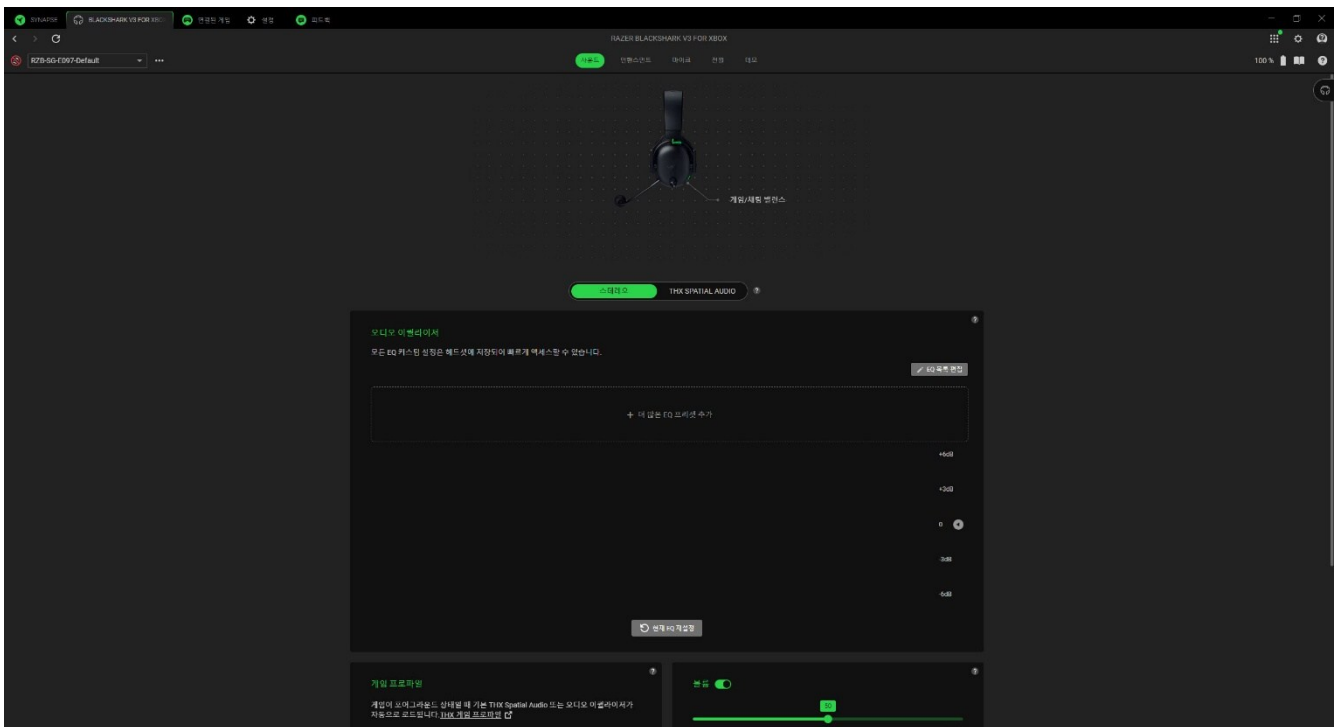 SYNAPSE
BLACKSHARK V3 FOR XBO
연결된 게임
설정
피드백
RAZER BLACKSHARK V3 FOR XBOX
RZB-SG-E097-Default
사운드
인핸스먼트
마이크
전원
데모
100 %
게임/채팅 밸런스
스테레오
THX SPATIAL AUDIO
오디오 이퀄라이저
모든 EQ 커스텀 설정은 헤드셋에 저장되어 빠르게 액세스할 수 있습니다.
EQ 목록 편집
+ 더 많은 EQ 프리셋 추가
+6dB
+3dB
0
-3dB
-6dB
현재 EQ 재설정
게임 프로파일
게임이 포어그라운드 상태일 때 기본 THX Spatial Audio 또는 오디오 이퀄라이저가
자동으로 로드됩니다.THX 게임 프로파일
볼륨
50